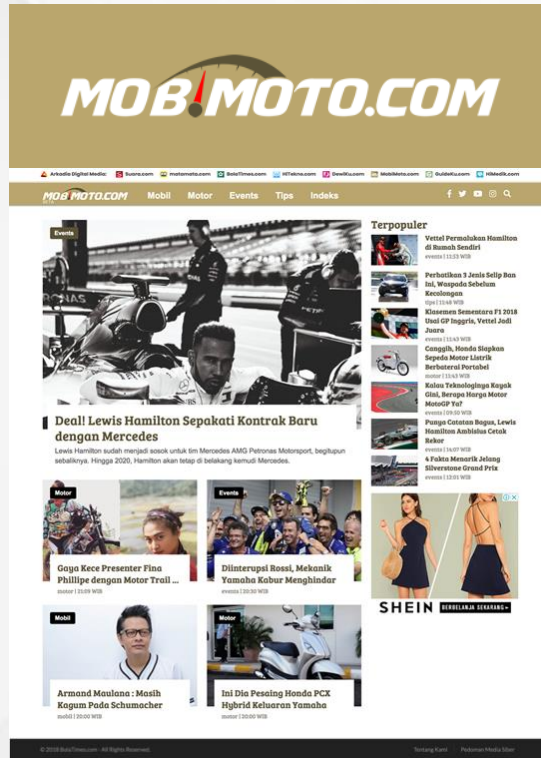 MOBIMOTO.COM
Arkadia Digital Media: Suara.com matamata.com BolaTimes.com HiTekno.com Dewiku.com MobiMoto.com GuideKu.com HiMedik.com
MOBIMOTO.COM Mobil Motor Events Tips Indeks
BETA
Events
Deal! Lewis Hamilton Sepakati Kontrak Baru
dengan Mercedes
Lewis Hamilton sudah menjadi sosok untuk tim Mercedes AMG Petronas Motorsport, begitupun
sebaliknya. Hingga 2020, Hamilton akan tetap di belakang kemudi Mercedes.
Motor
Gaya Kece Presenter Fina
Phillipe dengan Motor Trail ...
motor | 21:09 WIB
Events
Diinterupsi Rossi, Mekanik
Yamaha Kabur Menghindar
events | 20:30 WIB
Mobil
Armand Maulana : Masih
Kagum Pada Schumacher
mobil | 20:00 WIB
Motor
Ini Dia Pesaing Honda PCX
Hybrid Keluaran Yamaha
motor | 20:00 WIB
Terpopuler
Vettel Permalukan Hamilton
di Rumah Sendiri
events | 11:53 WIB
Perhatikan 3 Jenis Selip Ban
Ini, Waspada Sebelum
Kecolongan
tips | 11:46 WIB
Klasemen Sementara F1 2018
Usai GP Inggris, Vettel Jadi
Juara
events | 11:43 WIB
Canggih, Honda Siapkan
Sepeda Motor Listrik
Berbaterai Portabel
motor | 11:43 WIB
Kalau Teknologinya Kayak
Gini, Berapa Harga Motor
MotoGP Ya?
events | 09:10 WIB
Punya Catatan Bagus, Lewis
Hamilton Ambisius Cetak
Rekor
events | 14:07 WIB
4 Fakta Menarik Jelang
Silverstone Grand Prix
events | 12:01 WIB
SHEIN BERBELANJA SEKARANG
© 2018 BolaTimes.com - All Rights Reserved.
Tentang Kami Pedoman Media Siber